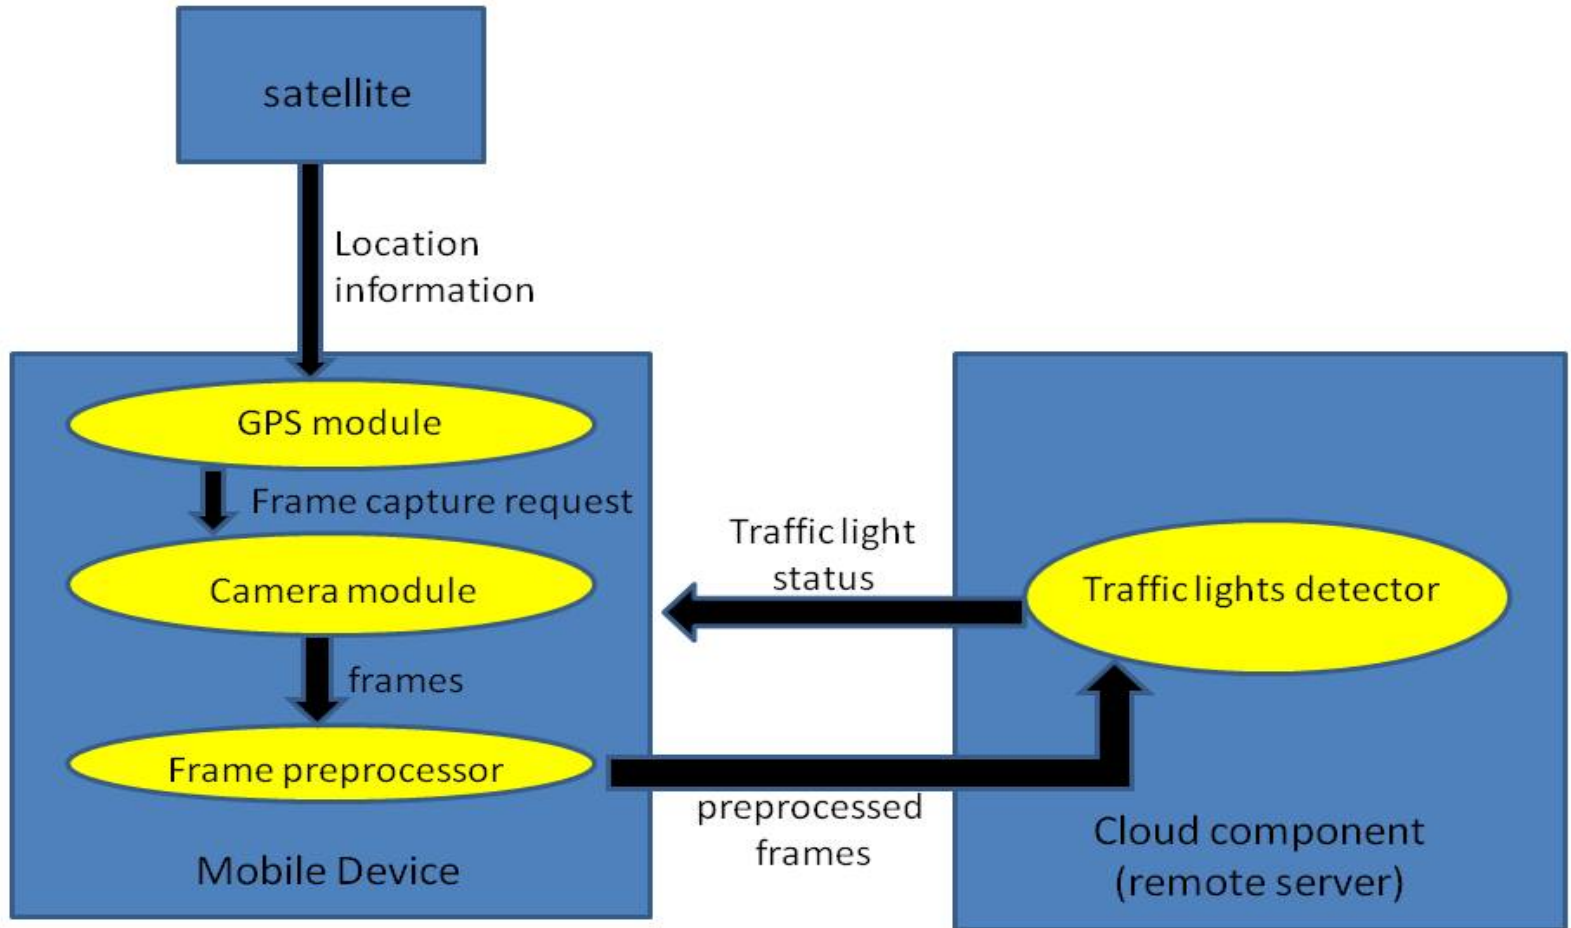 satellite
Location
information
GPS module
Frame capture request
Camera module
frames
Frame preprocessor
Mobile Device
Traffic light
status
preprocessed
frames
Traffic lights detector
Cloud component
(remote server)